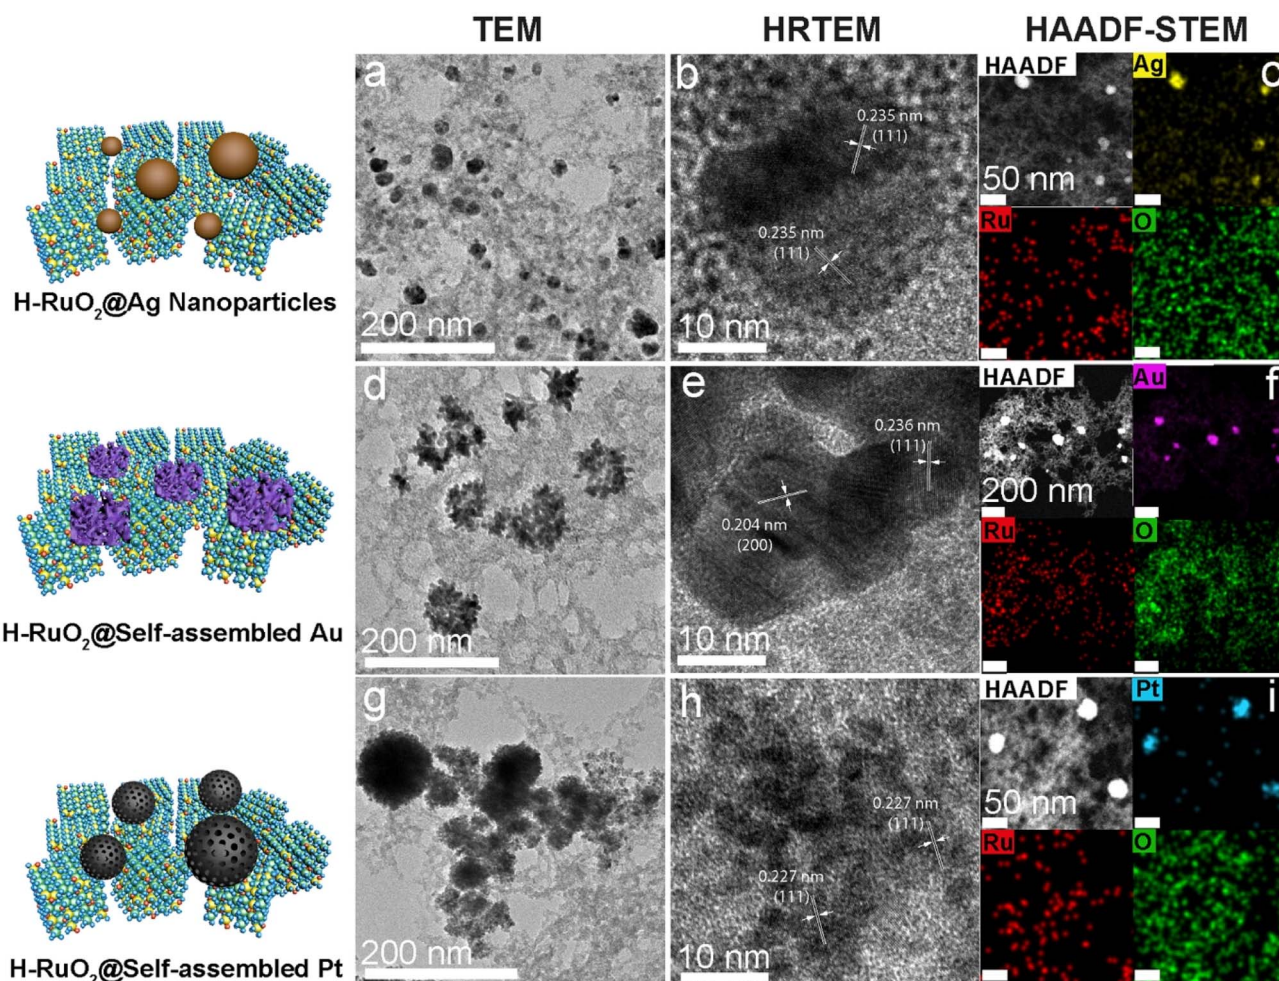 TEM HRTEM HAADF-STEM
a b HAADF Ag c
0.235 nm
(111)
50 nm
Ru O
0.235 nm
(111)
200 nm 10 nm
H-RuO₂@Ag Nanoparticles
d e HAADF Au f
0.236 nm
(111)
200 nm
0.204 nm
(200)
Ru O
200 nm 10 nm
H-RuO₂@Self-assembled Au
g h HAADF Pt i
50 nm
0.227 nm
(111)
Ru O
0.227 nm
(111)
200 nm 10 nm
H-RuO₂@Self-assembled Pt